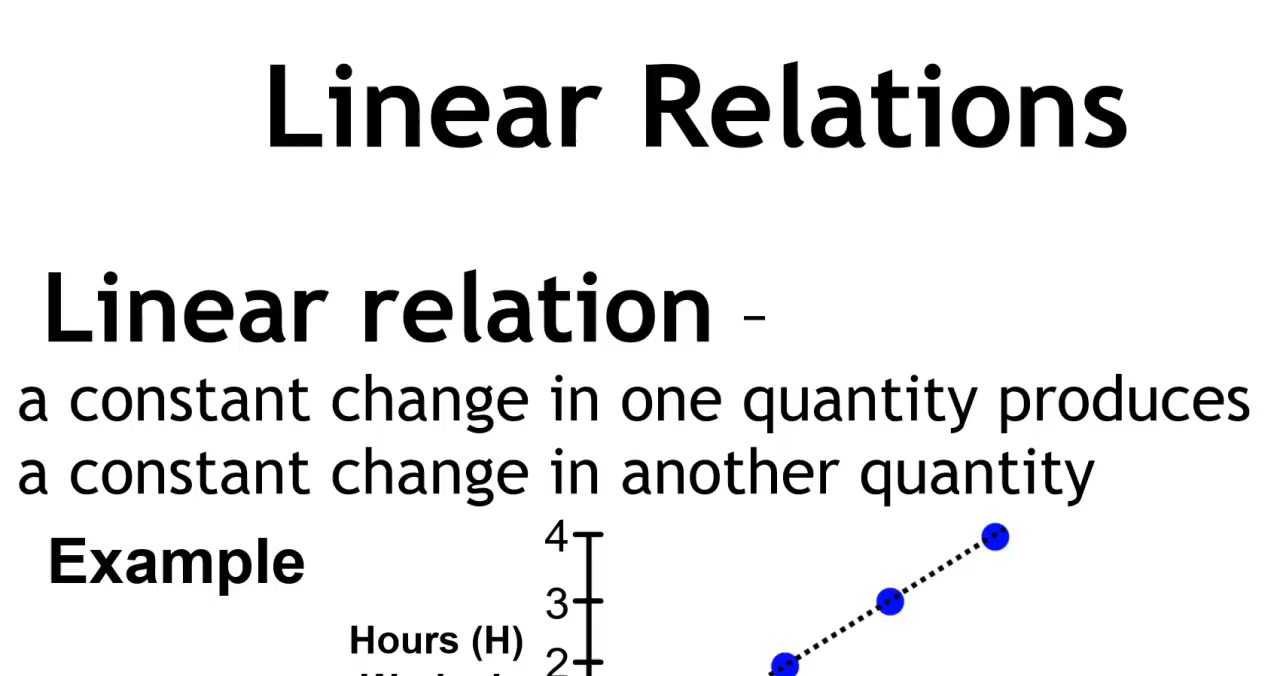 Linear Relations
Linear relation –
a constant change in one quantity produces
a constant change in another quantity
Example
4
3
Hours (H)
2